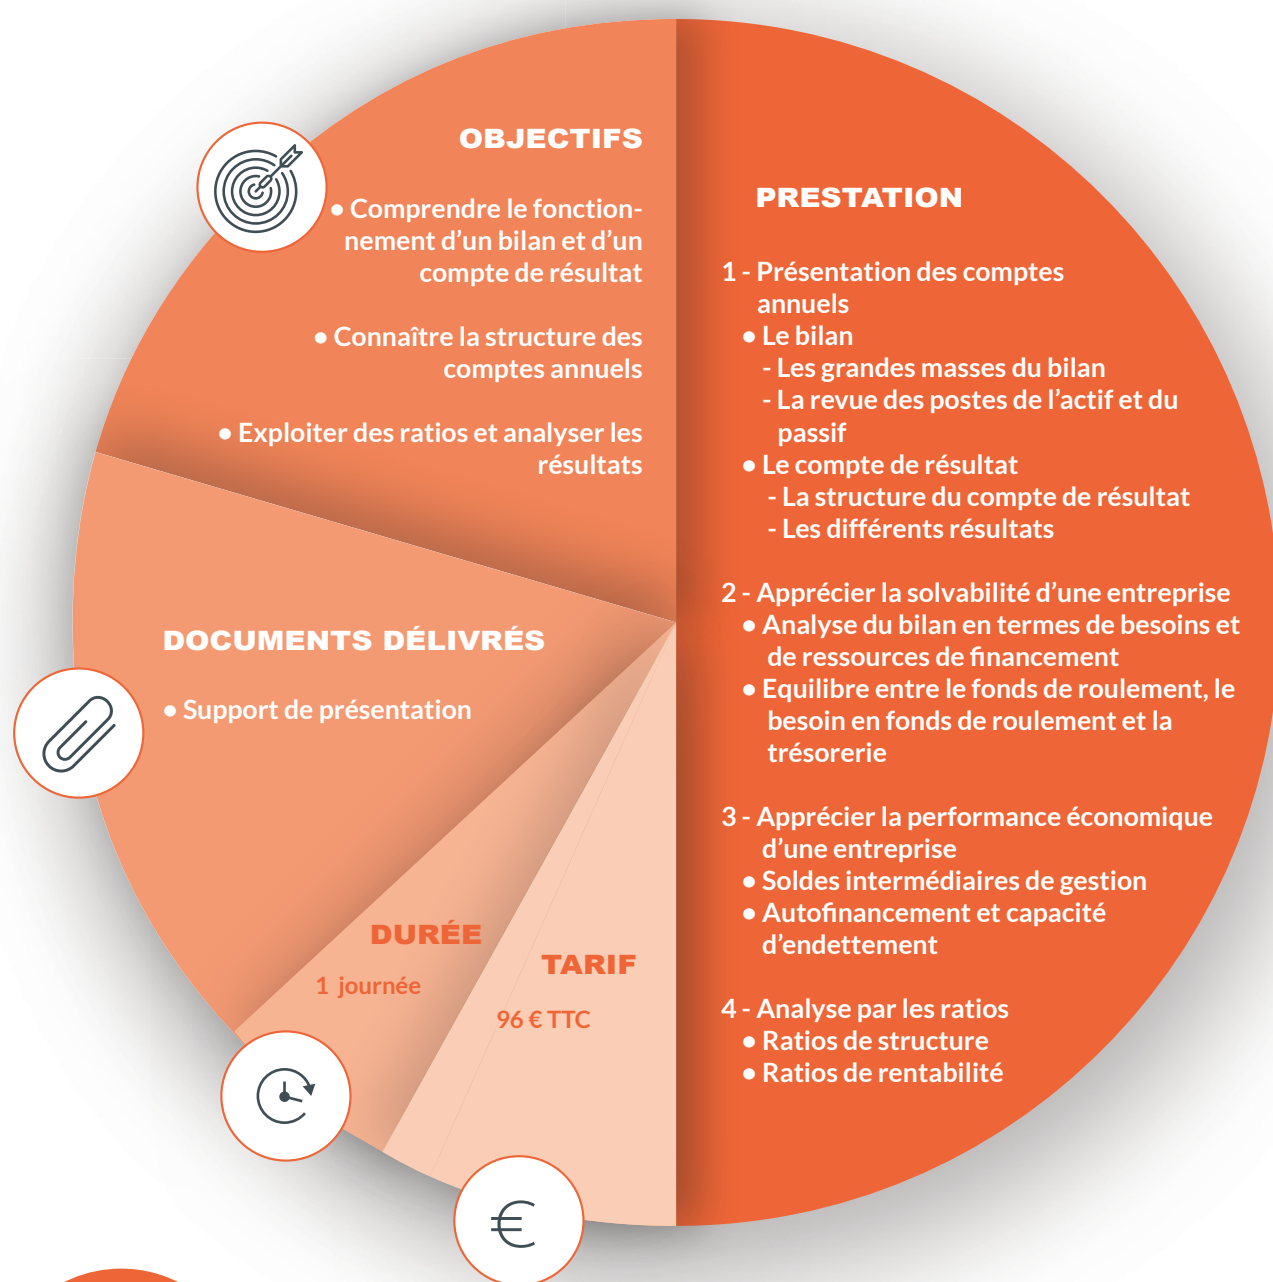 OBJECTIFS
● Comprendre le fonction-
nement d’un bilan et d’un
compte de résultat
● Connaître la structure des
comptes annuels
● Exploiter des ratios et analyser les
résultats
DOCUMENTS DÉLIVRÉS
● Support de présentation
DURÉE
1 journée
TARIF
96 € TTC
€
PRESTATION
1 - Présentation des comptes
annuels
● Le bilan
- Les grandes masses du bilan
- La revue des postes de l’actif et du
passif
● Le compte de résultat
- La structure du compte de résultat
- Les différents résultats
2 - Apprécier la solvabilité d’une entreprise
● Analyse du bilan en termes de besoins et
de ressources de financement
● Equilibre entre le fonds de roulement, le
besoin en fonds de roulement et la
trésorerie
3 - Apprécier la performance économique
d’une entreprise
● Soldes intermédiaires de gestion
● Autofinancement et capacité
d’endettement
4 - Analyse par les ratios
● Ratios de structure
● Ratios de rentabilité